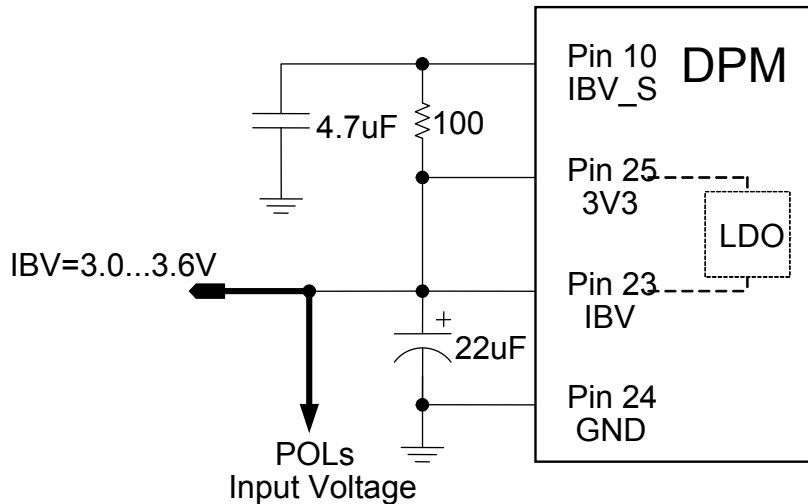 Pin 10
IBV_S
DPM
4.7uF
100
Pin 25
3V3
LDO
IBV=3.0...3.6V
Pin 23
IBV
+
22uF
Pin 24
GND
POLs
Input Voltage